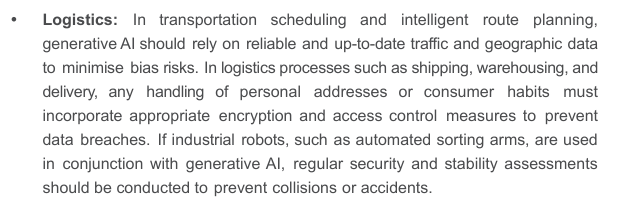 • Logistics: In transportation scheduling and intelligent route planning,
generative AI should rely on reliable and up-to-date traffic and geographic data
to minimise bias risks. In logistics processes such as shipping, warehousing, and
delivery, any handling of personal addresses or consumer habits must
incorporate appropriate encryption and access control measures to prevent
data breaches. If industrial robots, such as automated sorting arms, are used
in conjunction with generative AI, regular security and stability assessments
should be conducted to prevent collisions or accidents.